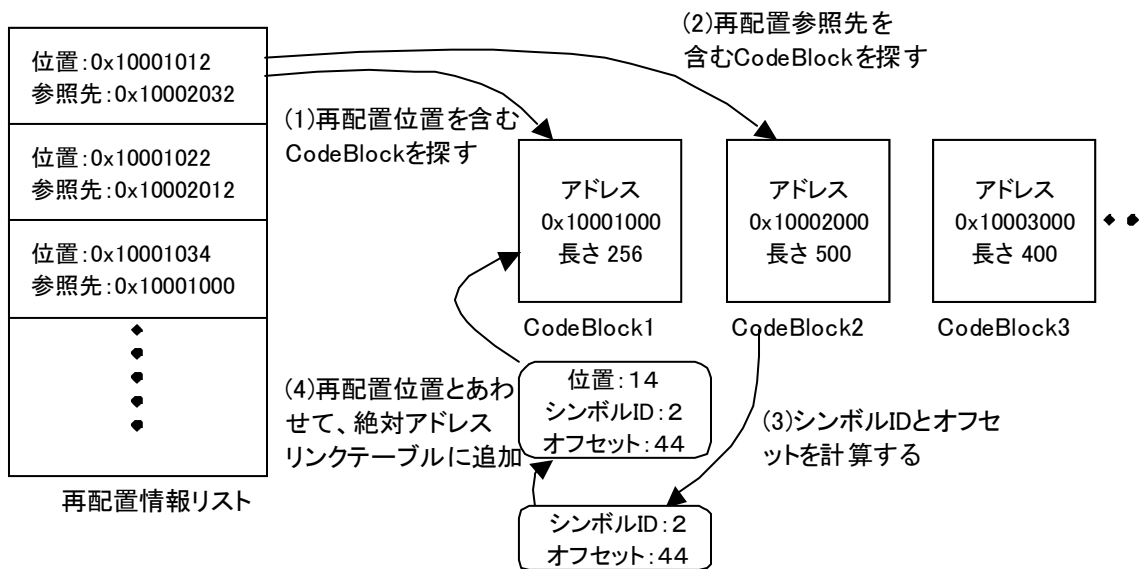 位置:0x10001012
参照先:0x10002032
位置:0x10001022
参照先:0x10002012
位置:0x10001034
参照先:0x10001000
再配置情報リスト
(1)再配置位置を含む
CodeBlockを探す
(2)再配置参照先を
含むCodeBlockを探す
アドレス
0x10001000
長さ 256
CodeBlock1
アドレス
0x10002000
長さ 500
CodeBlock2
アドレス
0x10003000
長さ 400
CodeBlock3
(4)再配置位置とあわ
せて、絶対アドレス
リンクテーブルに追加
位置:14
シンボルID:2
オフセット:44
(3)シンボルIDとオフセ
ットを計算する
シンボルID:2
オフセット:44